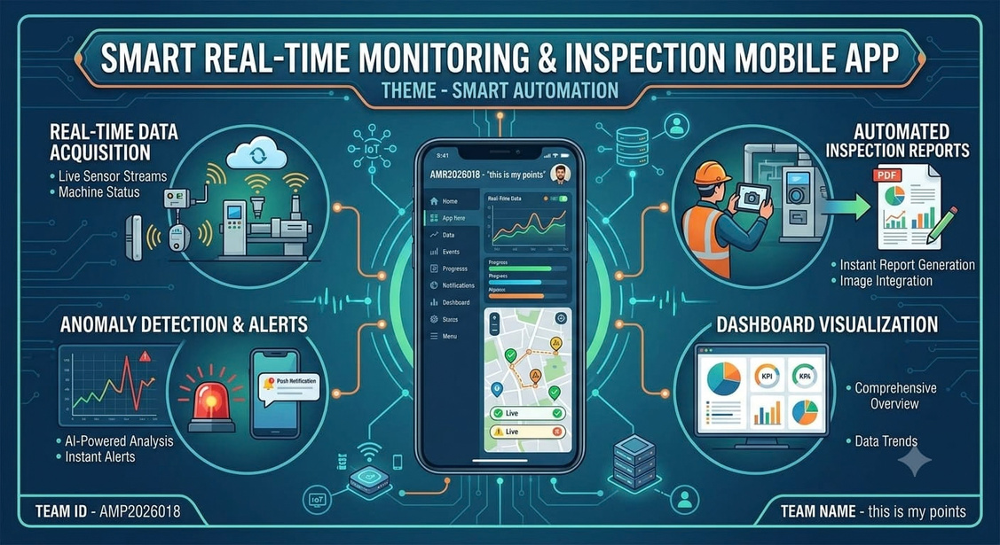 SMART REAL-TIME MONITORING & INSPECTION MOBILE APP
THEME - SMART AUTOMATION
REAL-TIME DATA
ACQUISITION
• Live Sensor Streams
• Machine Status
IoT
9:41
AMR2026018 - "this is my points"
Home
App here
Data
Events
Progress
Notifications
Dashboard
Status
Menu
Real-Time Data
Progress
Live
Live
AUTOMATED
INSPECTION REPORTS
PDF
• Instant Report Generation
• Image Integration
ANOMALY DETECTION & ALERTS
Push Notification
• AI-Powered Analysis
• Instant Alerts
DASHBOARD VISUALIZATION
KPI
• Comprehensive
Overview
• Data Trends
IoT
TEAM ID - AMP2026018
TEAM NAME - this is my points